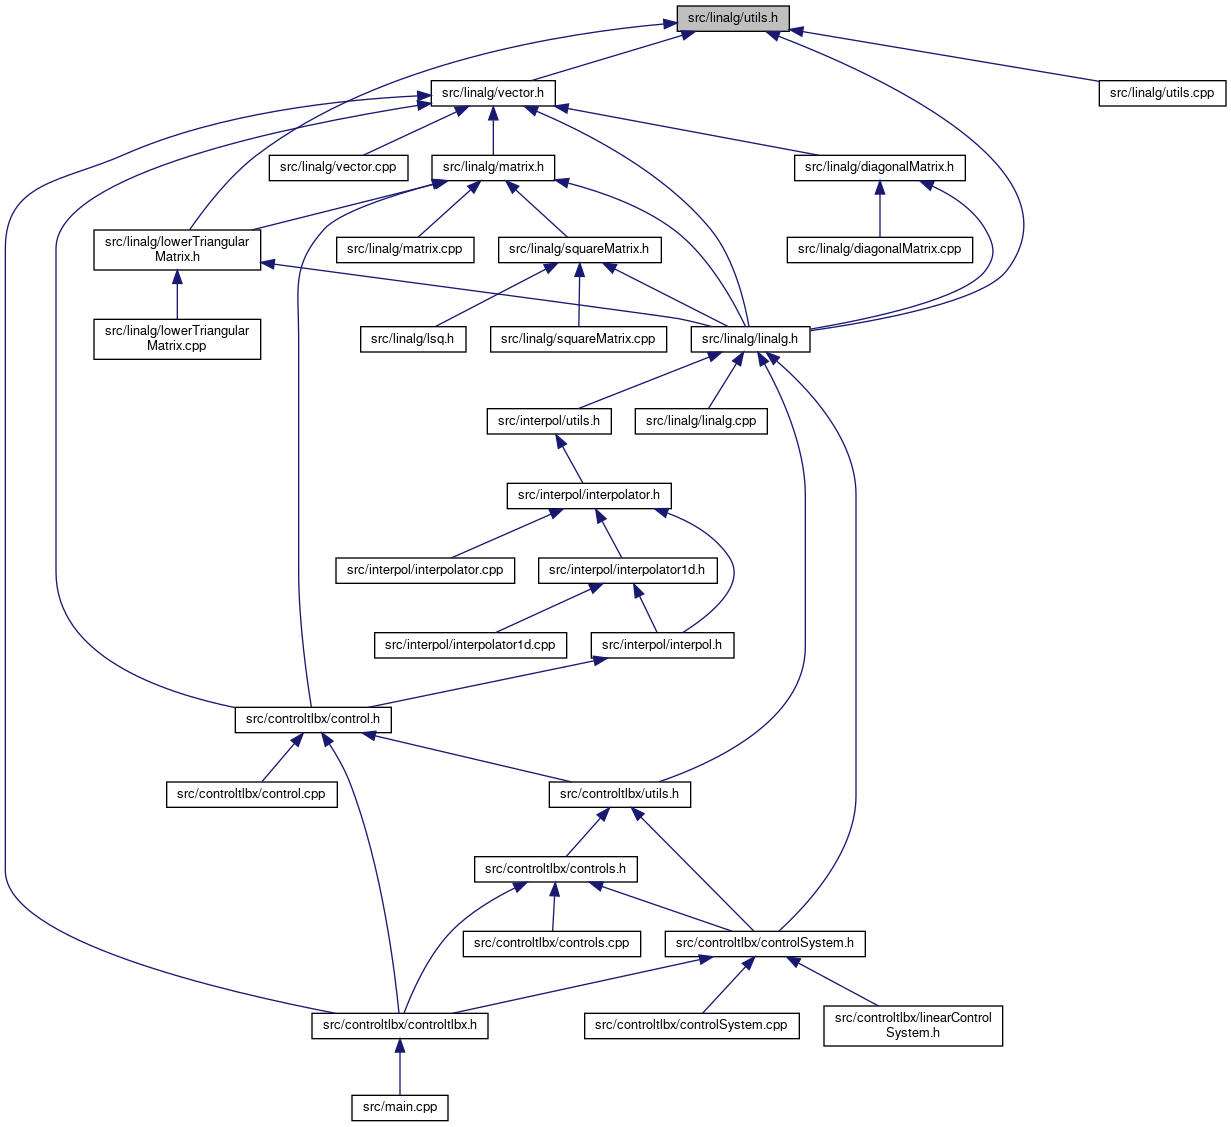 src/linalg/utils.h
src/linalg/vector.h
src/linalg/utils.cpp
src/linalg/vector.cpp
src/linalg/matrix.h
src/linalg/diagonalMatrix.h
src/linalg/lowerTriangular
Matrix.h
src/linalg/matrix.cpp
src/linalg/squareMatrix.h
src/linalg/diagonalMatrix.cpp
src/linalg/lowerTriangular
Matrix.cpp
src/linalg/lsq.h
src/linalg/squareMatrix.cpp
src/linalg/linalg.h
src/interpol/utils.h
src/linalg/linalg.cpp
src/interpol/interpolator.h
src/interpol/interpolator.cpp
src/interpol/interpolator1d.h
src/interpol/interpolator1d.cpp
src/interpol/interpol.h
src/controltlbx/control.h
src/controltlbx/control.cpp
src/controltlbx/utils.h
src/controltlbx/controls.h
src/controltlbx/controls.cpp
src/controltlbx/controlSystem.h
src/controltlbx/controltlbx.h
src/controltlbx/controlSystem.cpp
src/controltlbx/linearControl
System.h
src/main.cpp